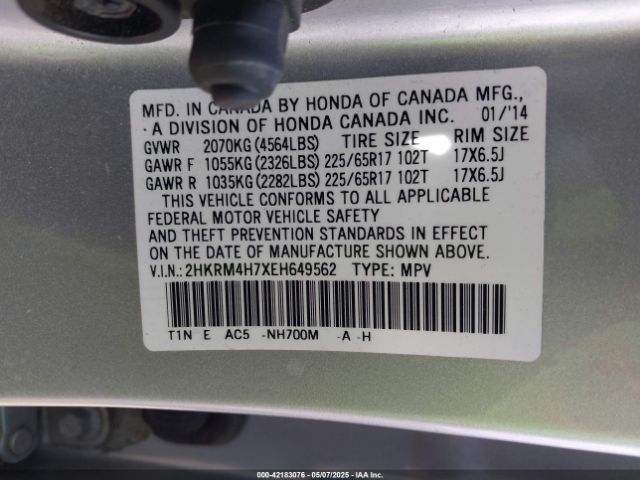 MFD. IN CANADA BY HONDA OF CANADA MFG.,
A DIVISION OF HONDA CANADA INC. 01/'14
GVWR 2070KG (4564LBS) TIRE SIZE RIM SIZE
GAWR F 1055KG (2326LBS) 225/65R17 102T 17X6.5J
GAWR R 1035KG (2282LBS) 225/65R17 102T 17X6.5J
THIS VEHICLE CONFORMS TO ALL APPLICABLE
FEDERAL MOTOR VEHICLE SAFETY
AND THEFT PREVENTION STANDARDS IN EFFECT
ON THE DATE OF MANUFACTURE SHOWN ABOVE.
V.I.N.: 2HKRM4H7XEH649562 TYPE: MPV
T1N E AC5 -NH700M -A -H
000-42183076 - 05/07/2025 - IAA Inc.